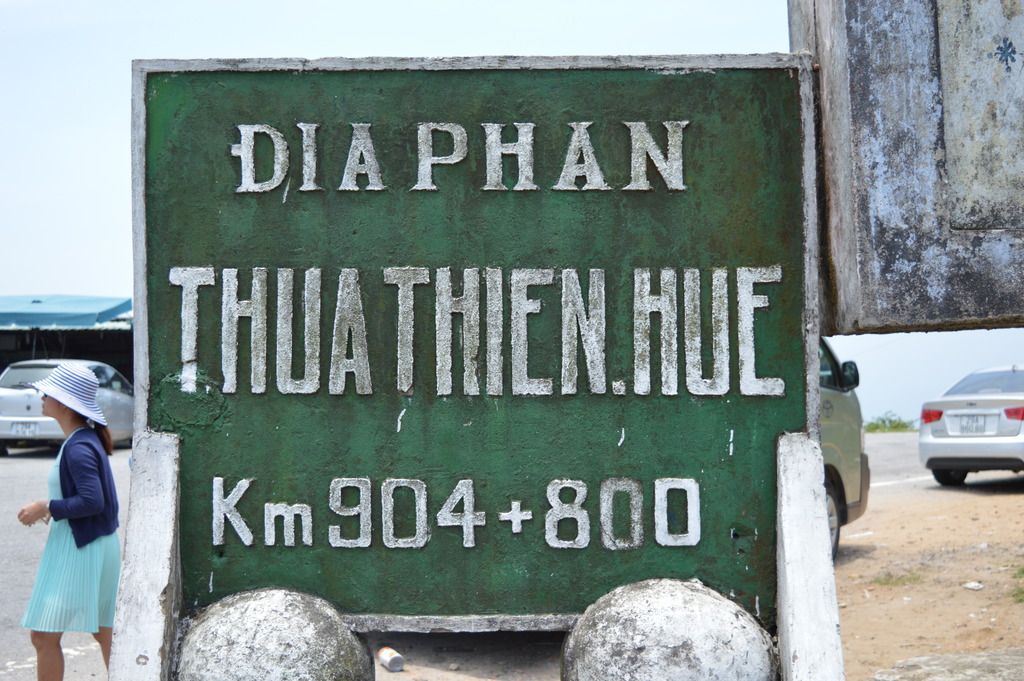 ĐIA PHAN
THUA THIEN.HUE
Km 904+800